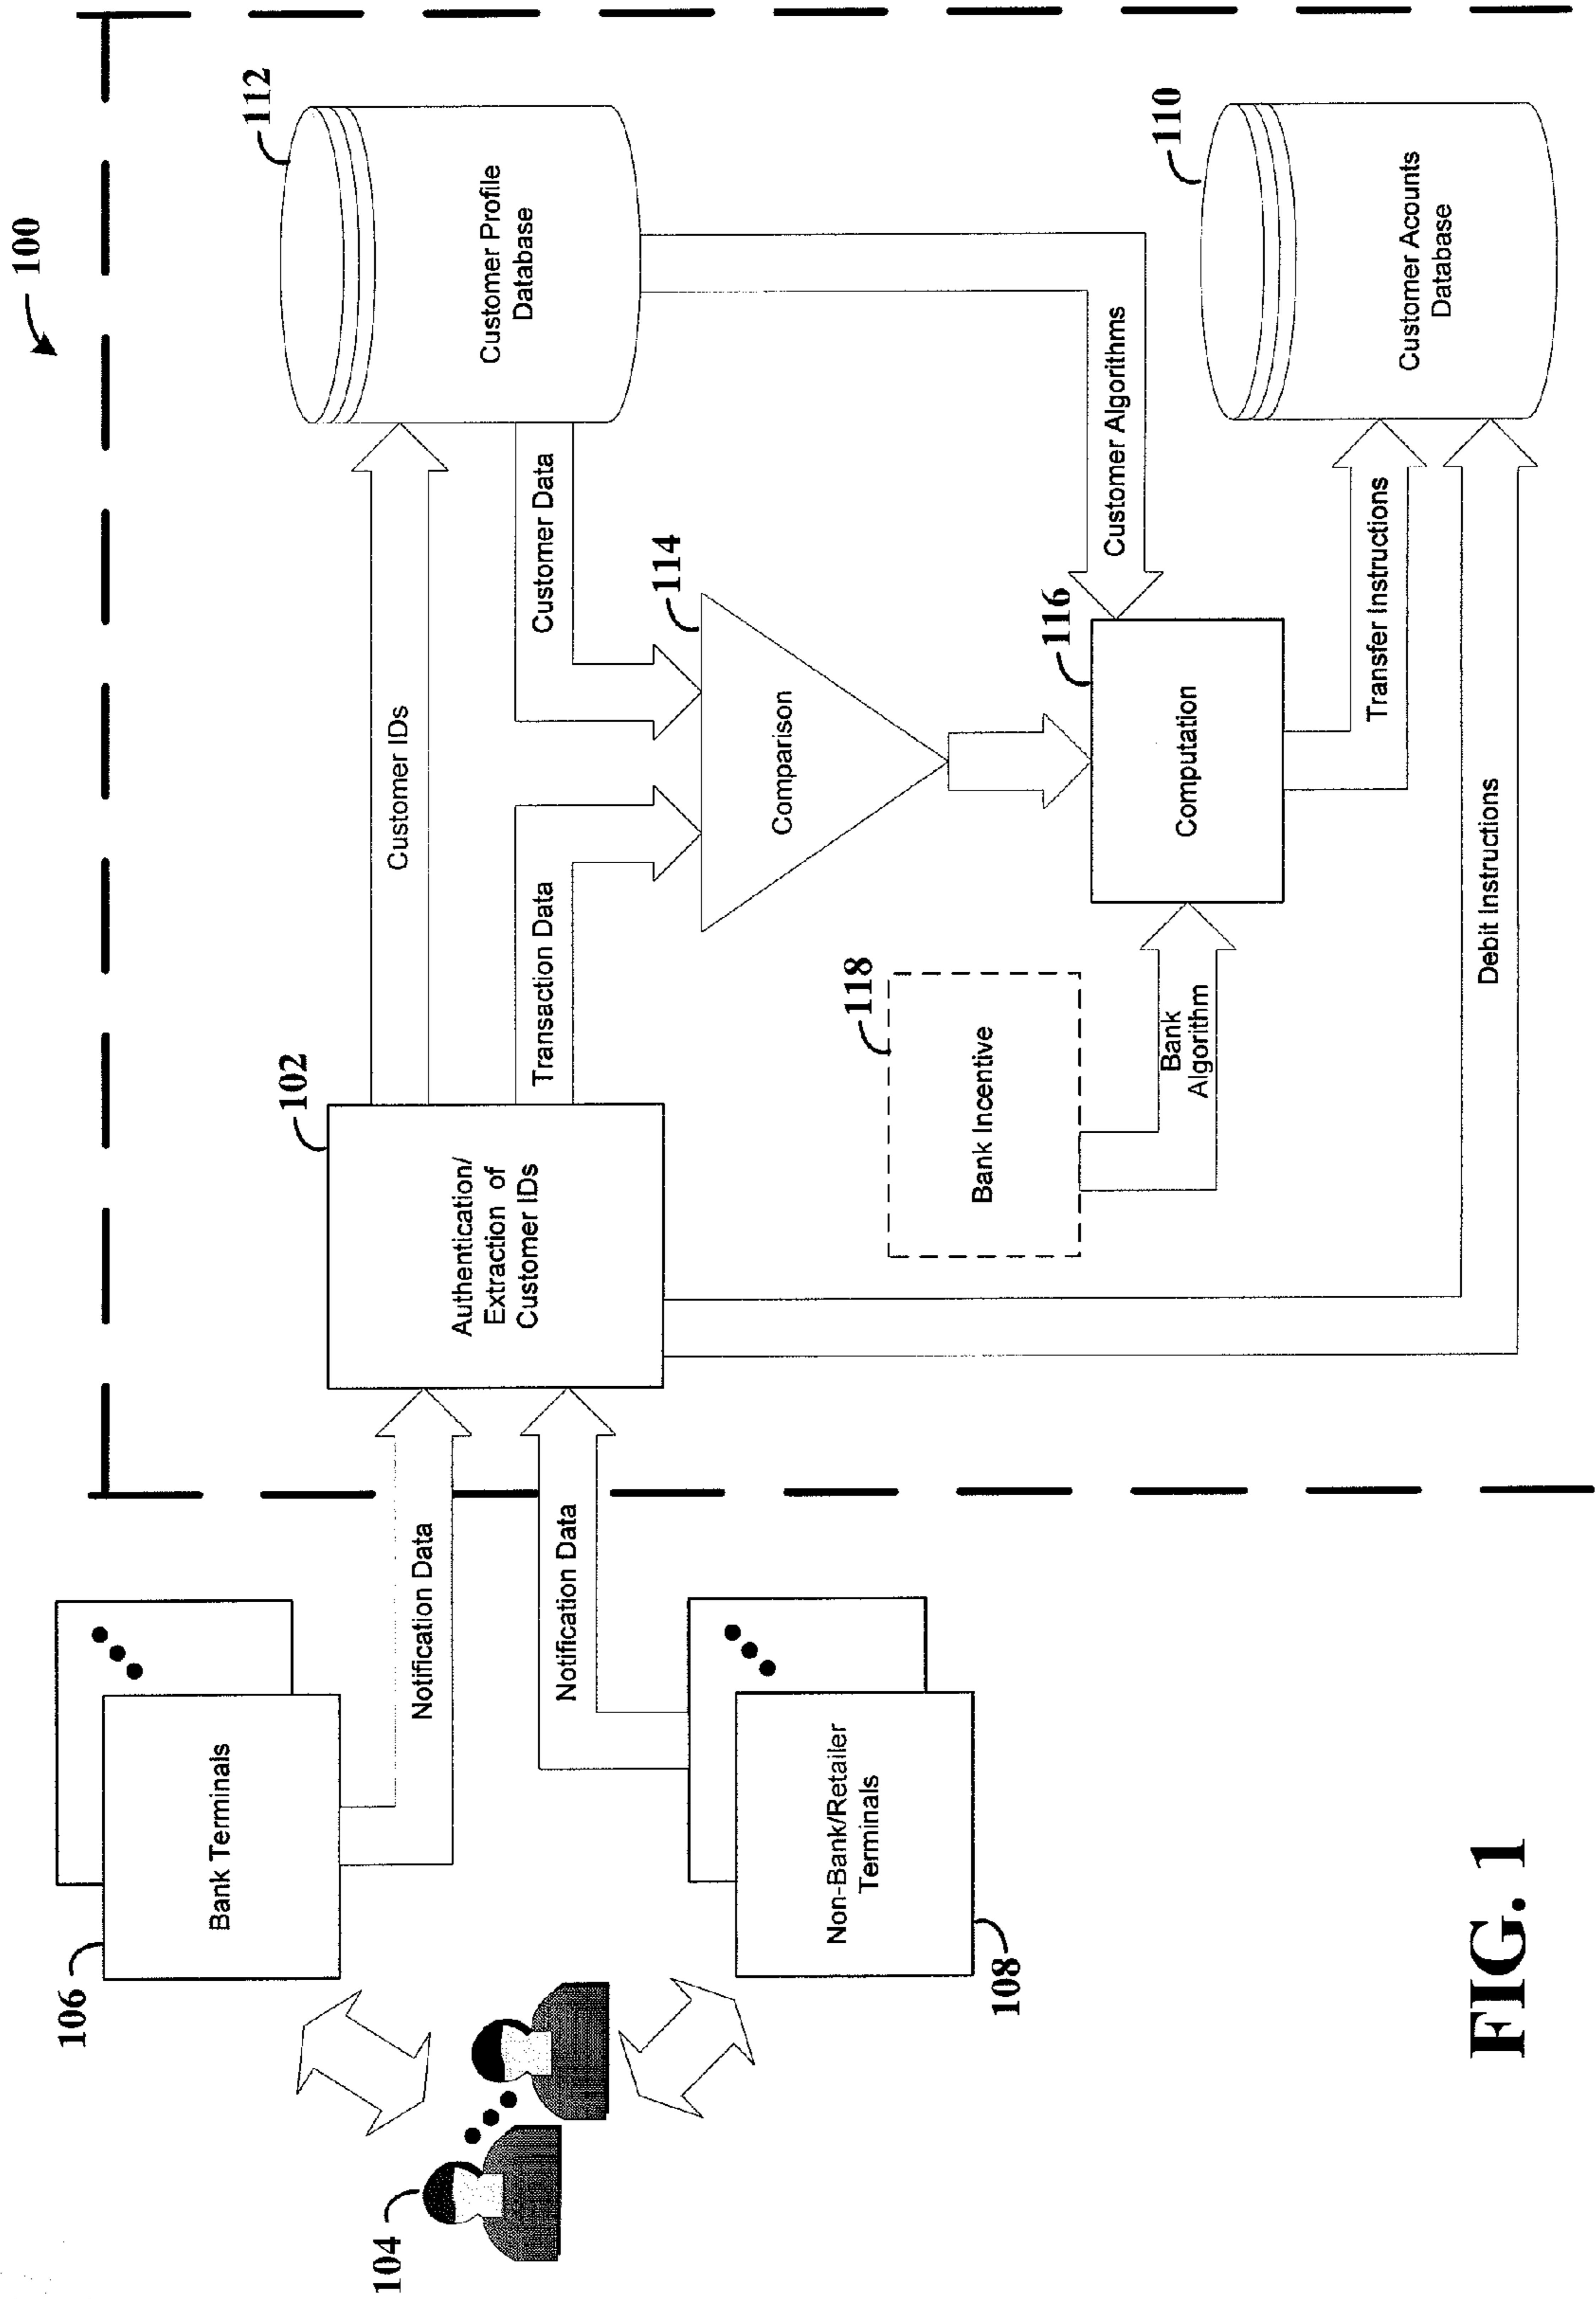 100
112
Customer Profile
Database
Customer IDs
102
Authentication/
Extraction of
Customer IDs
Customer Data
Transaction Data
114
Comparison
106
Bank Terminals
Notification Data
Notification Data
104
Non-Bank/Retailer
Terminals
108
118
Bank Incentive
Bank
Algorithm
116
Computation
Customer Algorithms
110
Customer Acounts
Database
Transfer Instructions
Debit Instructions
FIG. 1